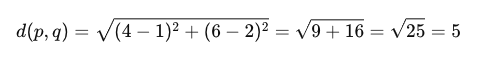 d(p, q) = √((4 − 1)² + (6 − 2)²) = √(9 + 16) = √25 = 5